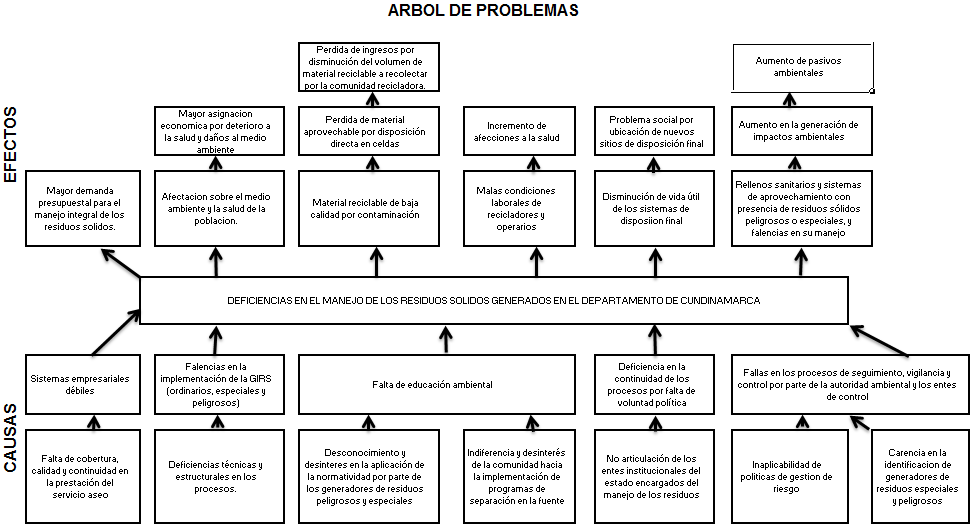 ARBOL DE PROBLEMAS
EFECTOS
Perdida de ingresos por
disminución del volumen de
material reciclable a recolectar
por la comunidad recicladora.
Aumento de pasivos
ambientales
Mayor asignacion
economica por deterioro a
la salud y daños al medio
ambiente
Perdida de material
aprovechable por disposición
directa en celdas
Incremento de
afecciones a la salud
Problema social por
ubicación de nuevos
sitios de disposición final
Aumento en la generación de
impactos ambientales
Mayor demanda
presupuestal para el
manejo integral de los
residuos solidos.
Afectacion sobre el medio
ambiente y la salud de la
poblacion.
Material reciclable de baja
calidad por contaminación
Malas condiciones
laborales de
recicladores y
operarios
Disminución de vida útil
de los sistemas de
disposiion final
Rellenos sanitarios y sistemas
de aprovechamiento con
presencia de residuos sólidos
peligrosos o especiales, y
falencias en su manejo
DEFICIENCIAS EN EL MANEJO DE LOS RESIDUOS SOLIDOS GENERADOS EN EL DEPARTAMENTO DE CUNDINAMARCA
CAUSAS
Sistemas empresariales
débiles
Falencias en la
implementación de la GIRS
(ordinarios, especiales y
peligrosos)
Falta de educación ambiental
Deficiencia en la
continuidad de los
procesos por falta de
voluntad política
Fallas en los procesos de seguimiento, vigilancia y
control por parte de la autoridad ambiental y los entes
de control
Falta de cobertura,
calidad y continuidad en
la prestación del
servicio aseo
Deficiencias técnicas y
estructurales en los
procesos.
Desconocimiento y
desinteres en la aplicación de
la normatividad por parte de
los generadores de residuos
peligrosos y especiales
Indiferencia y desinterés
de la comunidad hacia
la implementación de
programas de
separación en la fuente
No articulación de los
entes institucionales del
estado encargados del
manejo de los residuos
Inaplicabilidad de
politicas de gestion de
riesgo
Carencia en la
identificacion de
generadores de
residuos especiales
y peligrosos